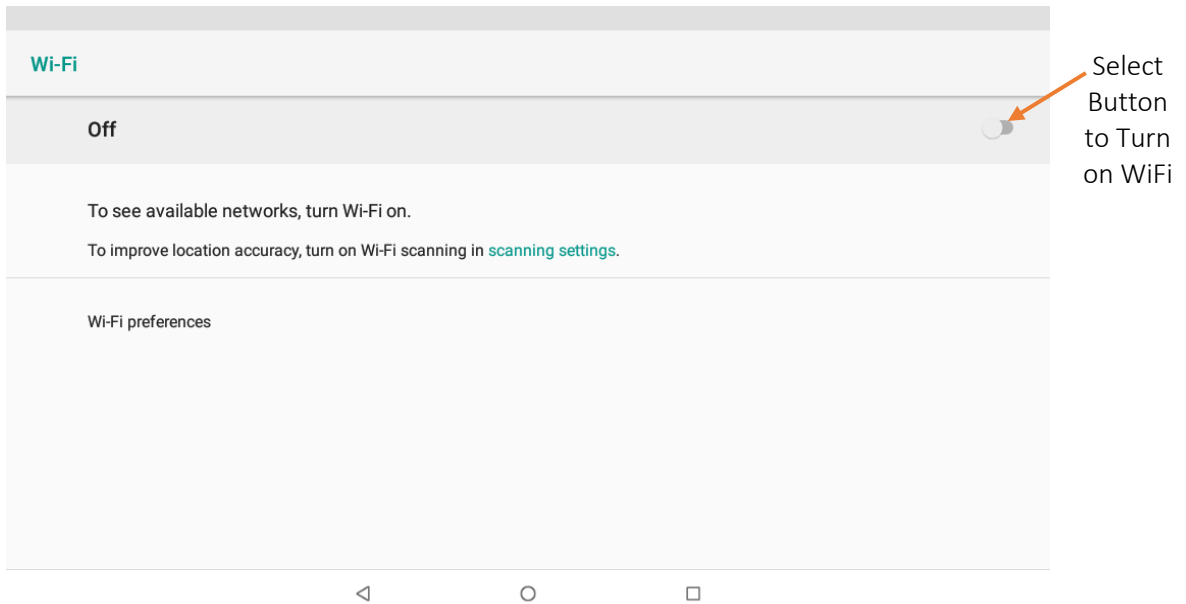 Wi-Fi
Off
To see available networks, turn Wi-Fi on.
To improve location accuracy, turn on Wi-Fi scanning in scanning settings.
Wi-Fi preferences
Select
Button
to Turn
on WiFi